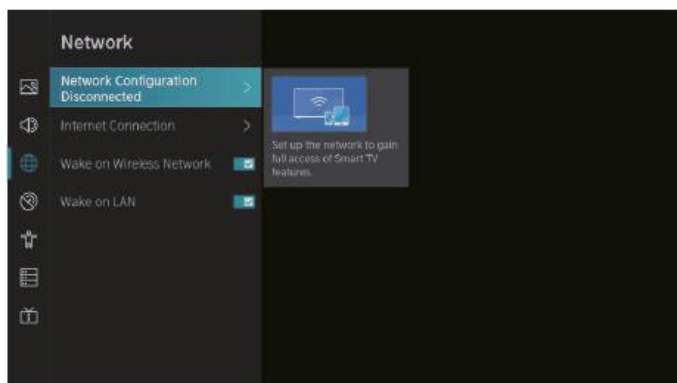 Network
Network Configuration
Disconnected
Internet Connection
Wake on Wireless Network
Wake on LAN
Set up the network to gain
full access of Smart TV
features.